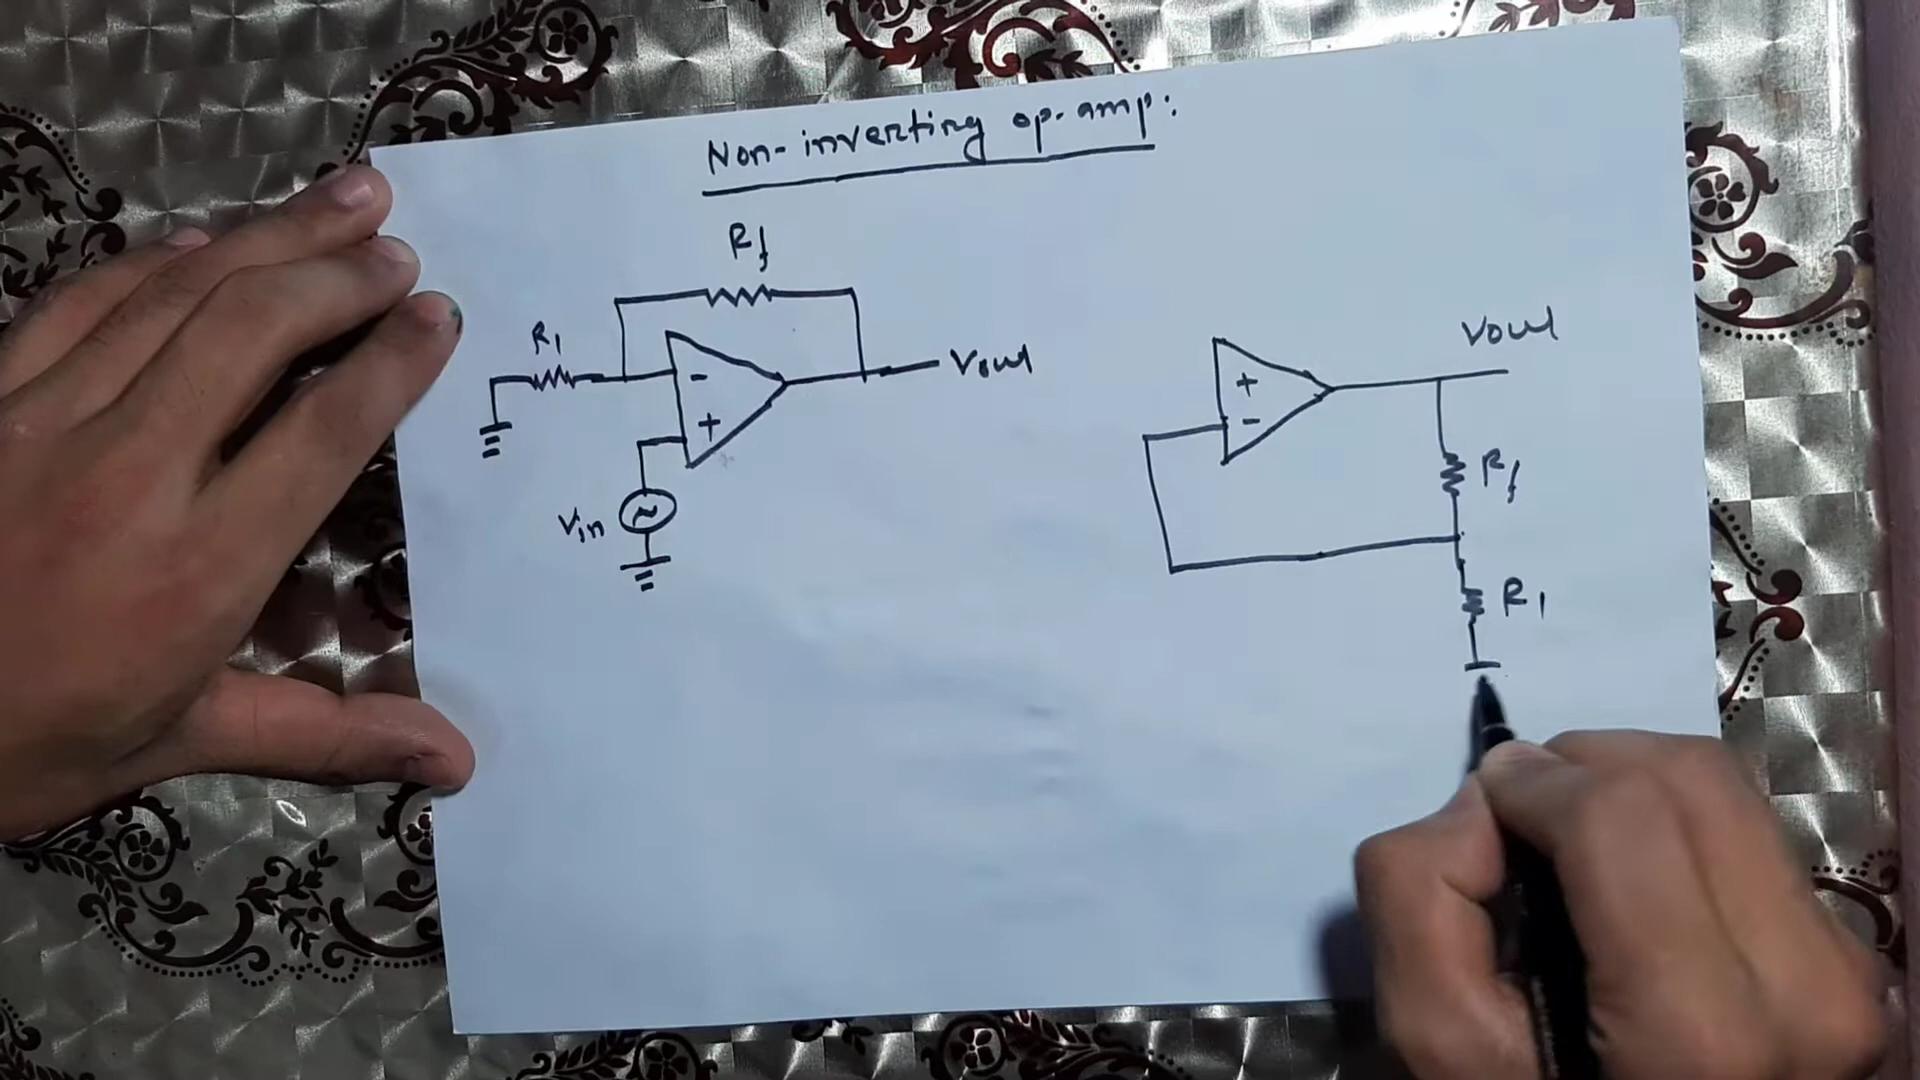 Non-inverting op-amp:
Rf
R1
-
+
Vout
Vin
Vout
+
-
Rf
R1